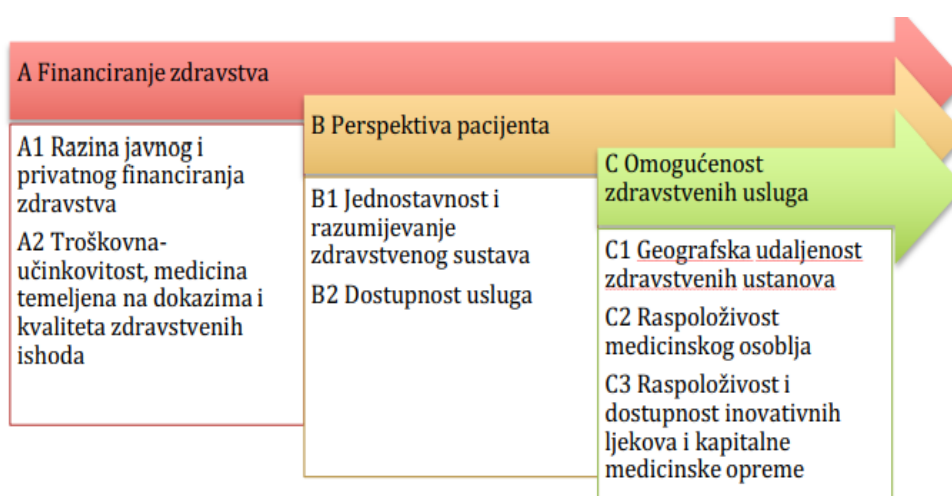 A Financiranje zdravstva
A1 Razina javnog i
privatnog financiranja
zdravstva
A2 Troškovna-
učinkovitost, medicina
temeljena na dokazima i
kvaliteta zdravstvenih
ishoda
B Perspektiva pacijenta
B1 Jednostavnost i
razumijevanje
zdravstvenog sustava
B2 Dostupnost usluga
C Omogućenost
zdravstvenih usluga
C1 Geografska udaljenost
zdravstvenih ustanova
C2 Raspoloživost
medicinskog osoblja
C3 Raspoloživost i
dostupnost inovativnih
ljekova i kapitalne
medicinske opreme